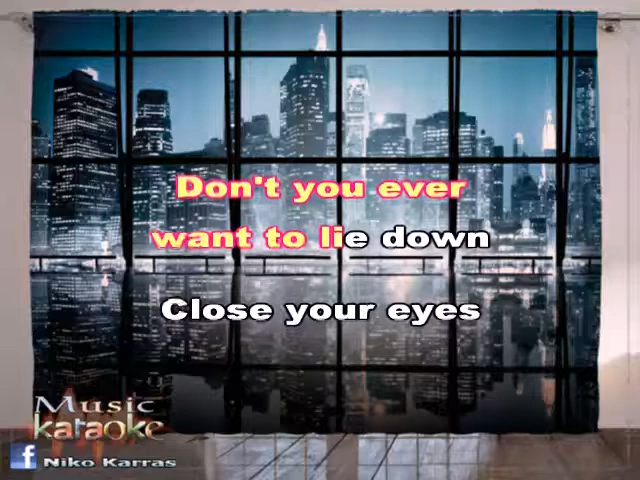 Don't you ever
want to lie down
Close your eyes
Music
karaoke
f Niko Karras